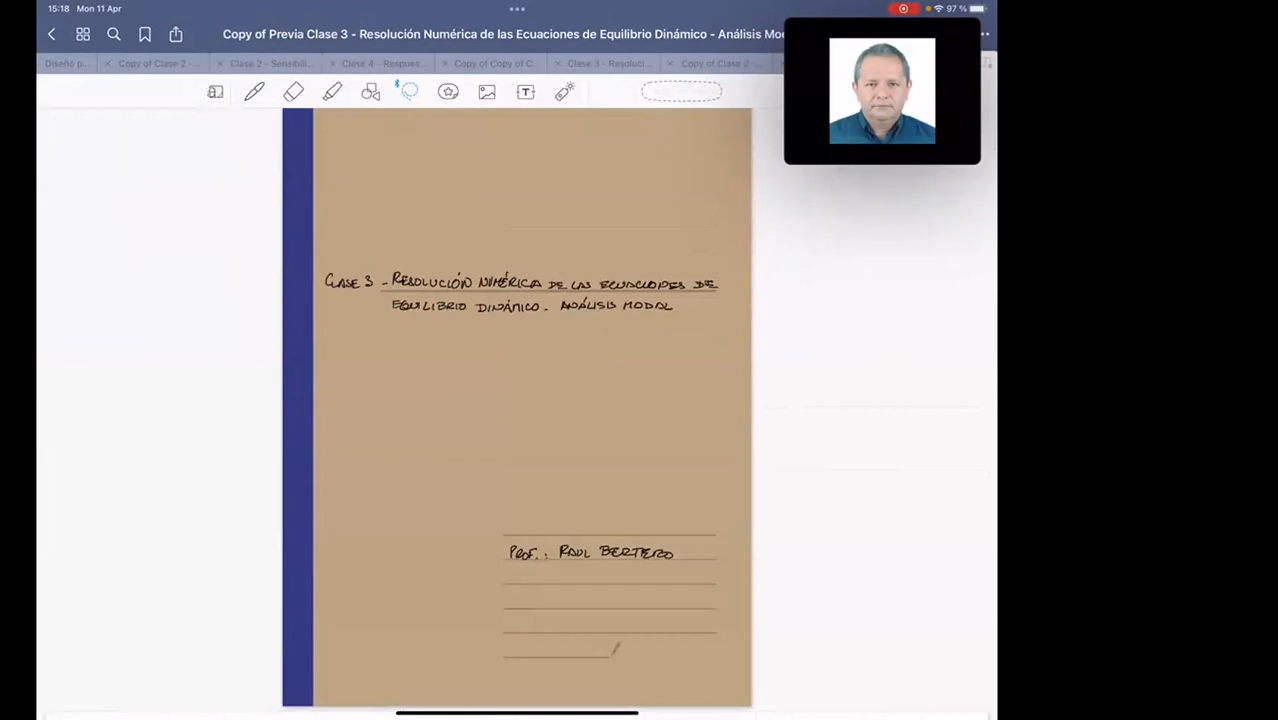 15:18 Mon 11 Apr
97 %
Copy of Previa Clase 3 - Resolución Numérica de las Ecuaciones de Equilibrio Dinámico - Análisis Mo
- Diseño p...
Copy of Clase 2 -...
Clase 2 - Sensibili...
Clase 4 - Respues...
Copy of Copy of C...
Clase 3 - Resoluci...
Copy of Clase 2 -...
T
CLASE 3 - RESOLUCIÓN NUMÉRICA DE LAS ECUACIONES DE
EQUILIBRIO DINÁMICO - ANÁLISIS MODAL
PROF.: RAUL BERTERO